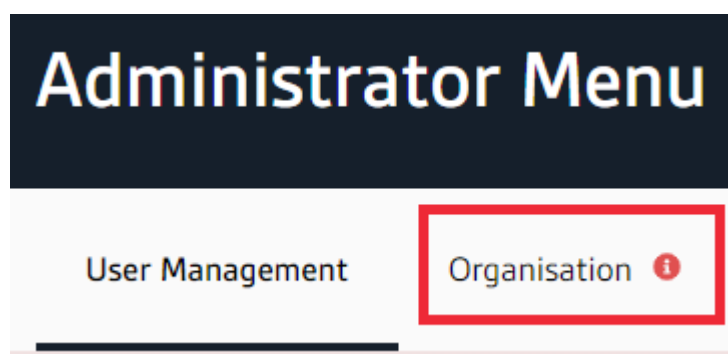 Administrator Menu
User Management
Organisation